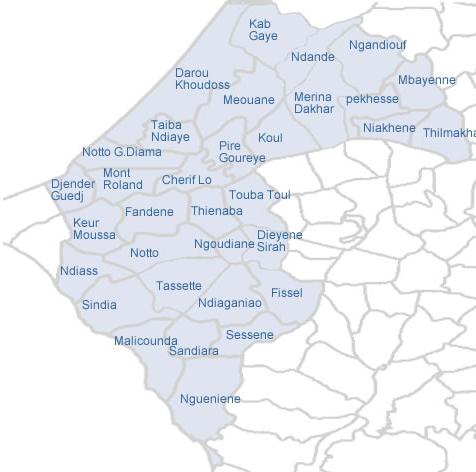 Kab
Gaye
Ngandiouf
Ndande
Darou
Khoudoss
Mbayenne
Meouane
Merina
Dakhar
pekhesse
Taiba
Ndiaye
Niakhene
Thilmakha
Koul
Pire
Goureye
Notto G.Diama
Mont
Roland
Cherif Lo
Djender
Guedj
Touba Toul
Fandene
Thienaba
Keur
Moussa
Dieyene
Sirah
Ngoudiane
Notto
Ndiass
Tassette
Fissel
Sindia
Ndiaganiao
Sessene
Malicounda
Sandiara
Ngueniene